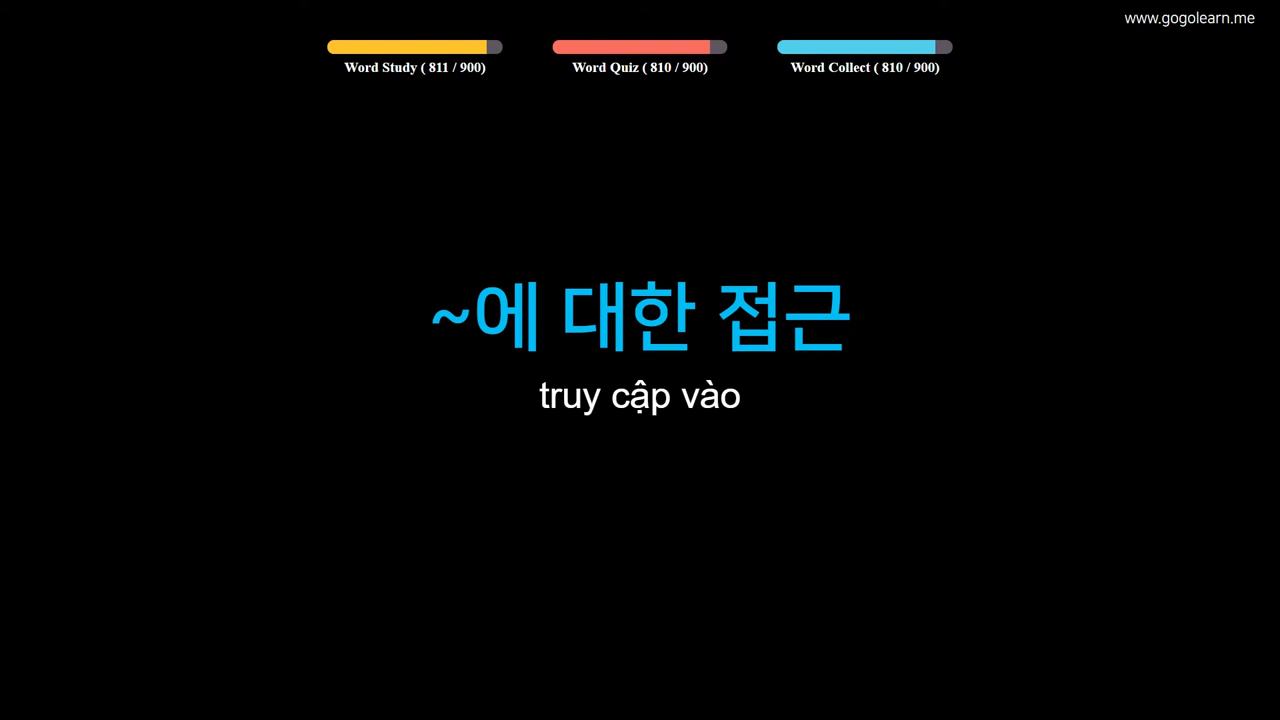 www.gogolearn.me
Word Study ( 811 / 900)
Word Quiz ( 810 / 900)
Word Collect ( 810 / 900)
~에 대한 접근
truy cập vào